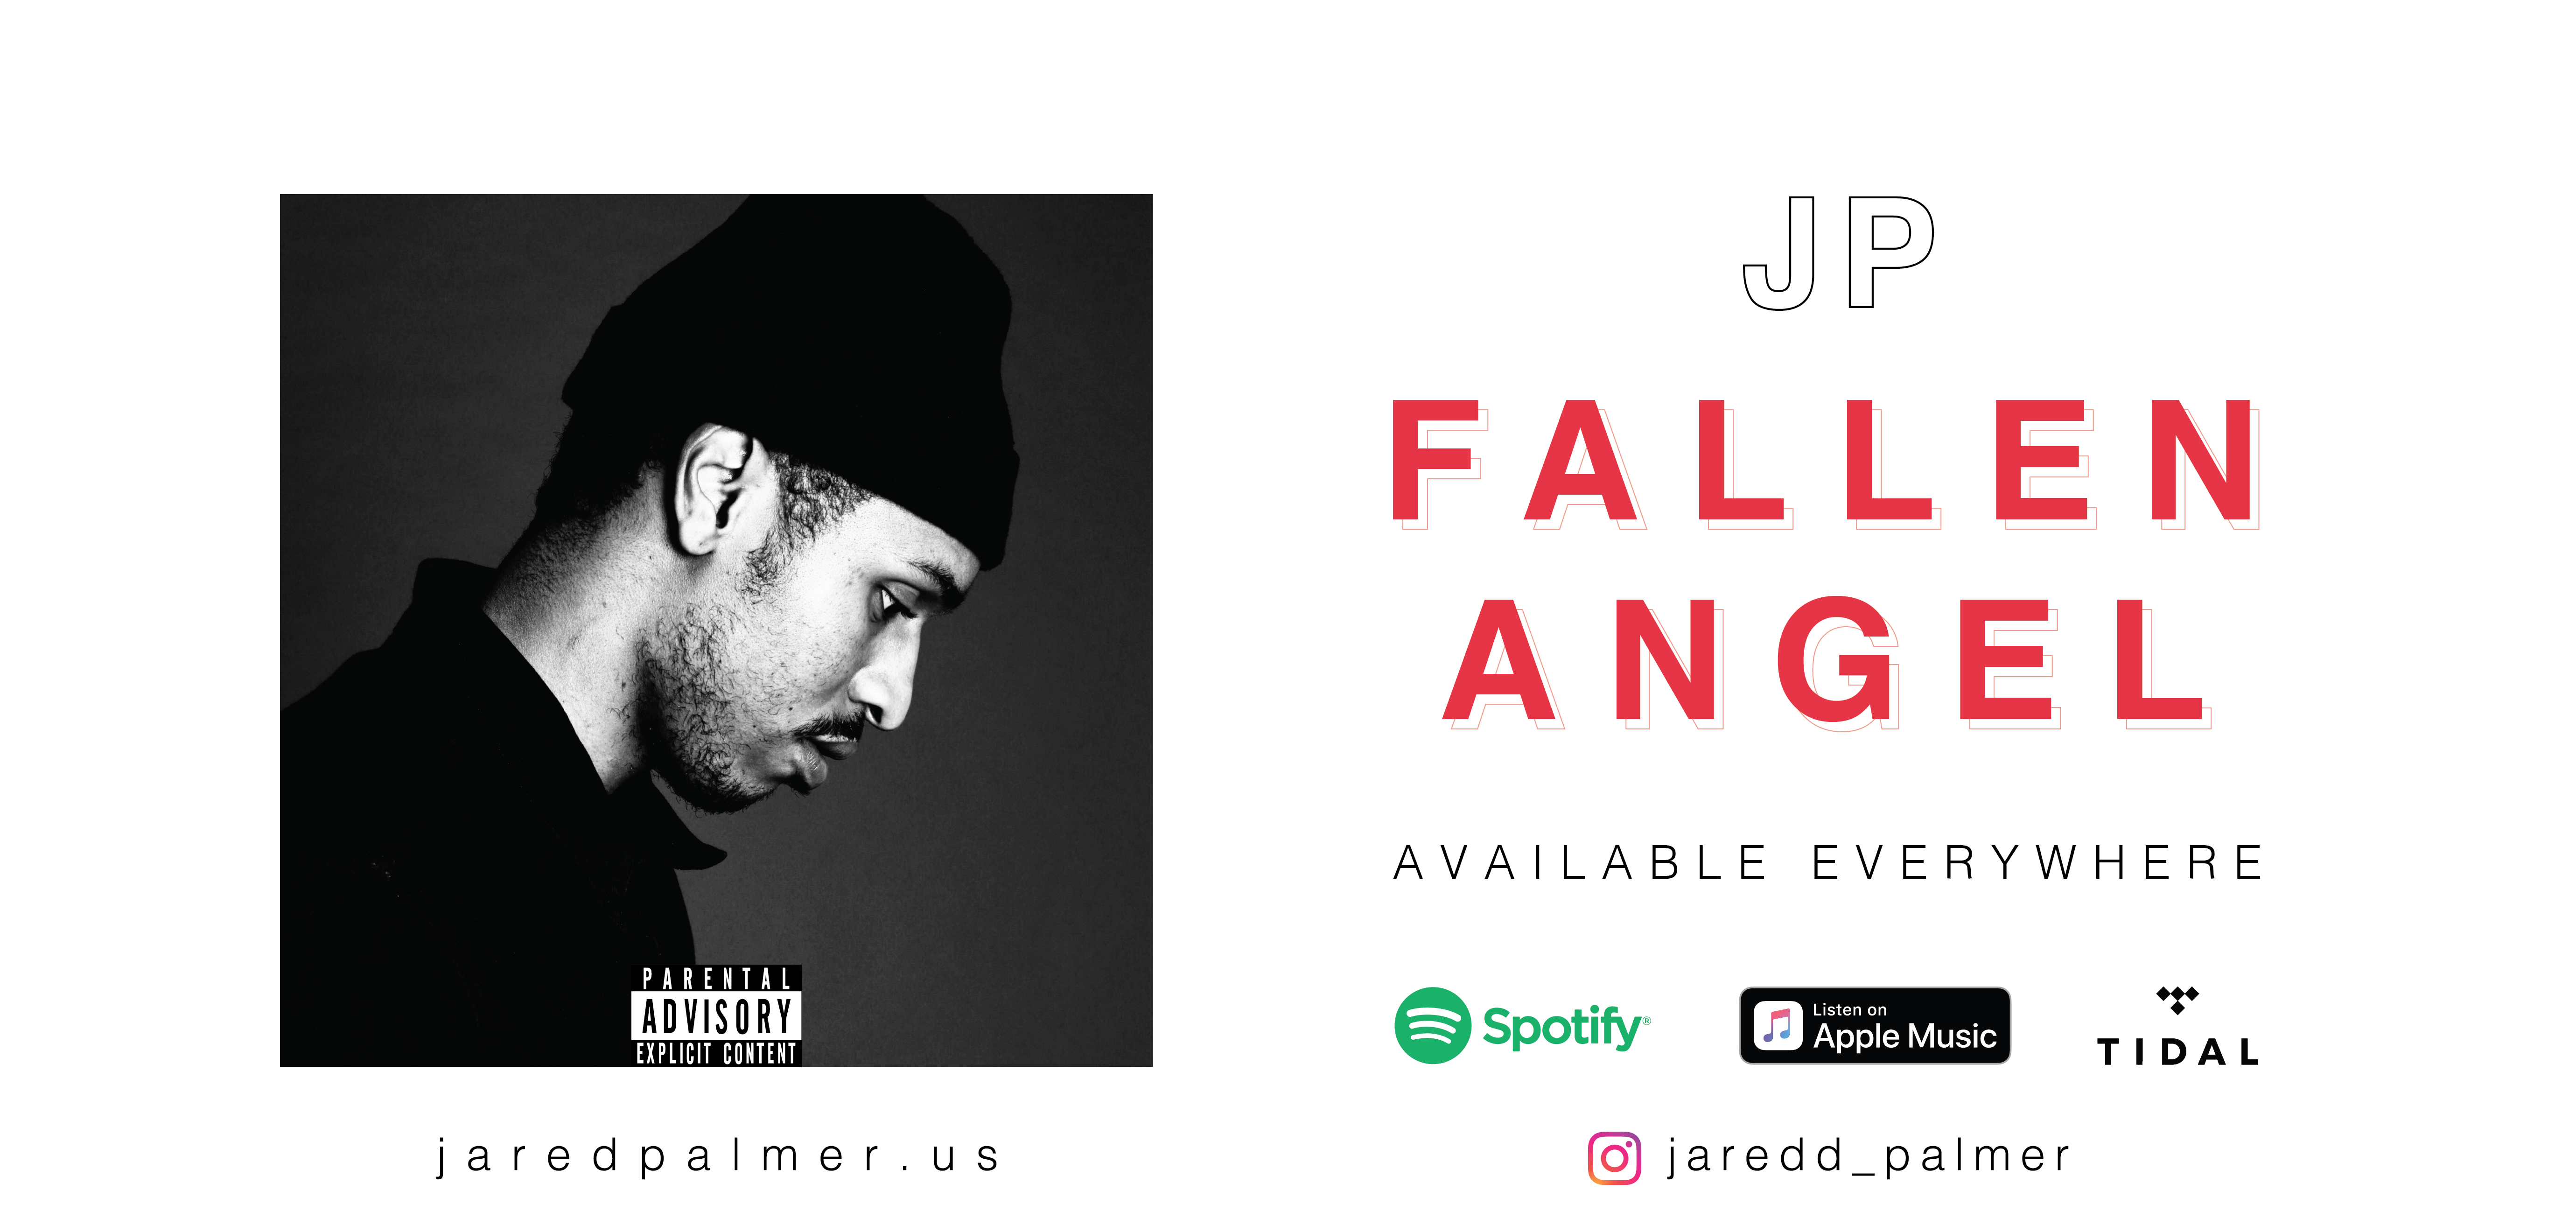 PARENTAL
ADVISORY
EXPLICIT CONTENT
jaredpalmer.us
JP
FALLEN
ANGEL
AVAILABLE EVERYWHERE
Spotify®
Listen on
Apple Music
TIDAL
jaredd_palmer